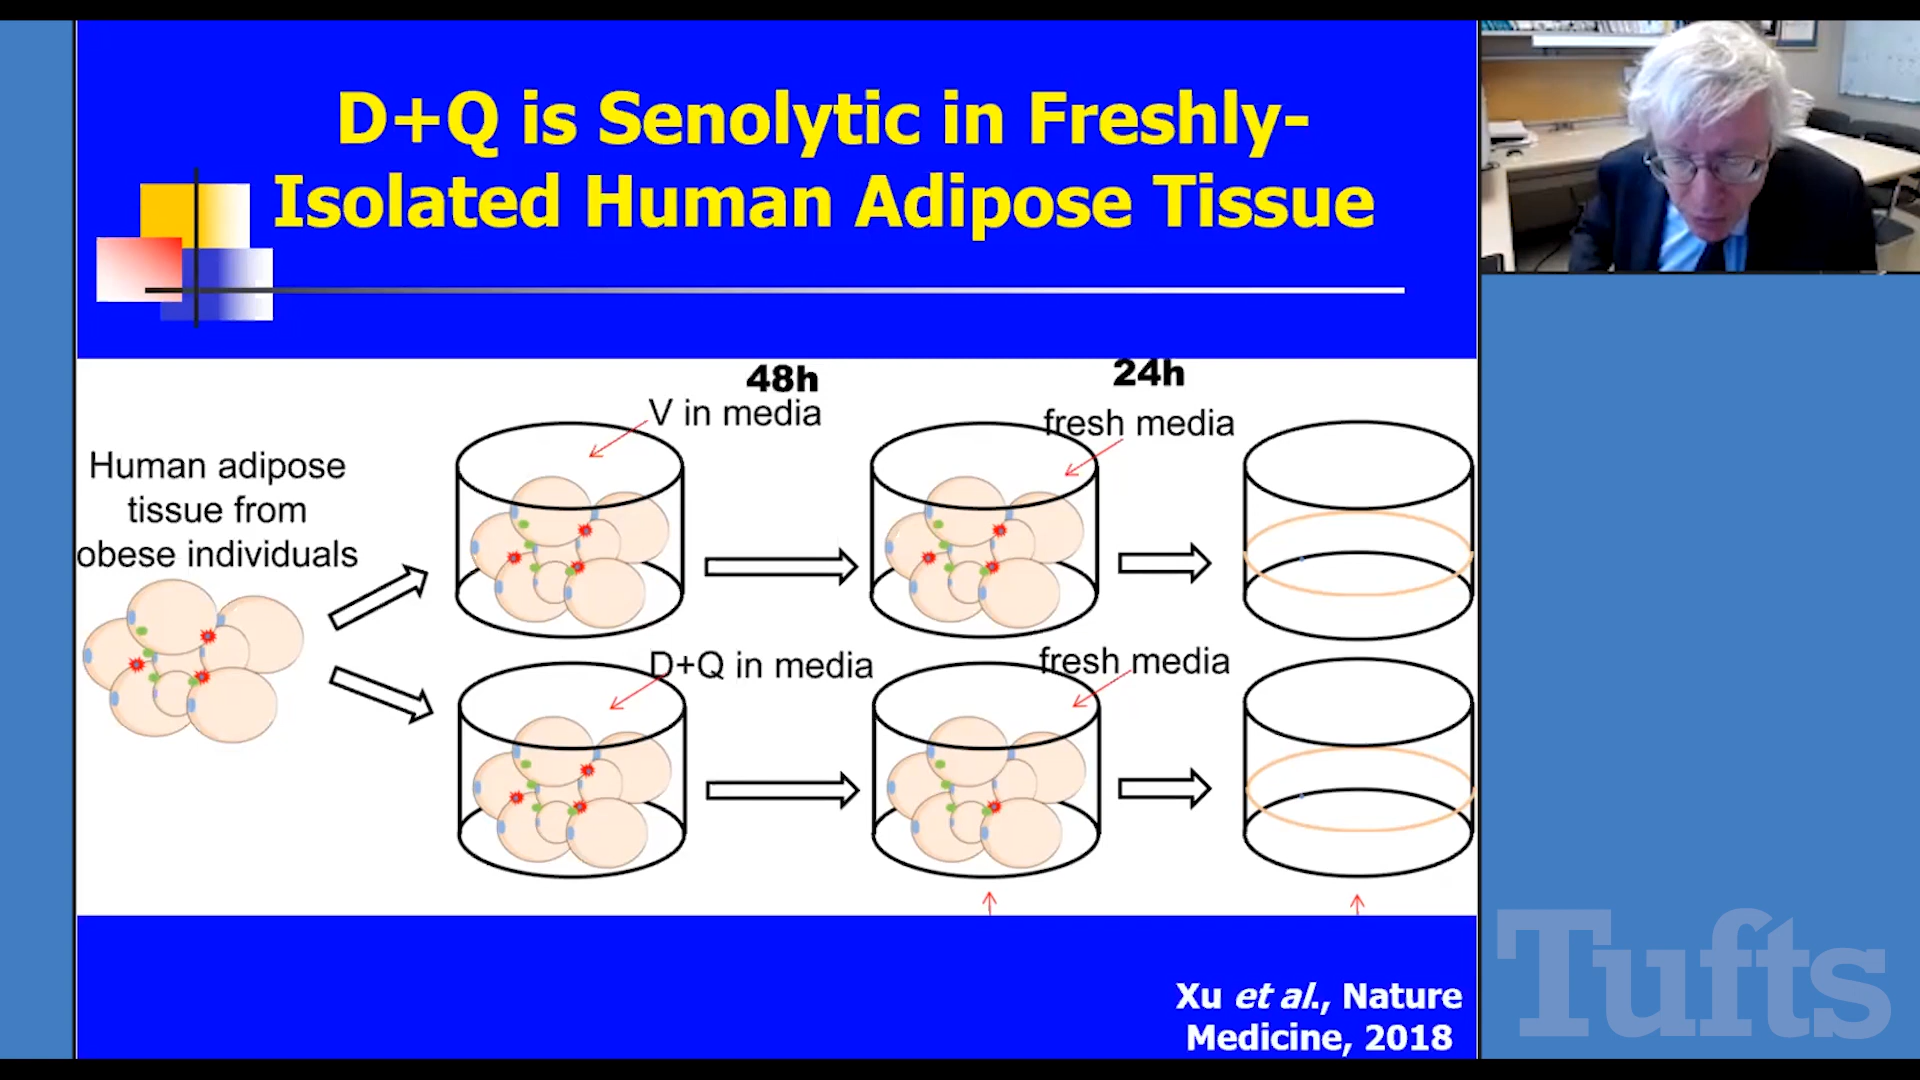 D+Q is Senolytic in Freshly-
Isolated Human Adipose Tissue
48h
24h
V in media
fresh media
Human adipose
tissue from
obese individuals
D+Q in media
fresh media
Xu et al., Nature
Medicine, 2018
Tufts